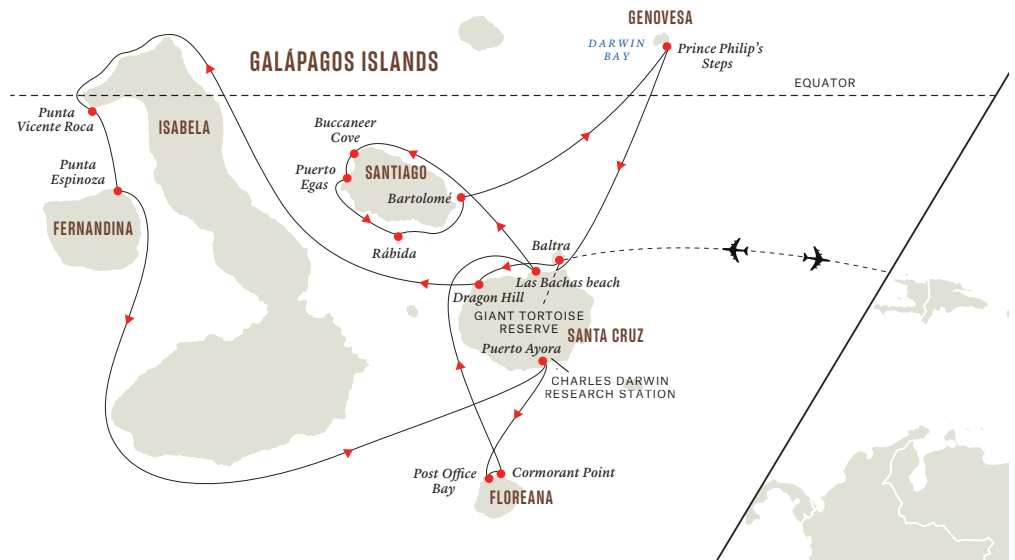 GENOVESA
DARWIN
BAY
Prince Philip's
Steps
GALÁPAGOS ISLANDS
EQUATOR
Punta
Vicente Roca
ISABELA
Buccaneer
Cove
Puerto
Egas
SANTIAGO
Punta
Espinoza
Bartolomé
FERNANDINA
Rábida
Baltra
Las Bachas beach
Dragon Hill
GIANT TORTOISE
RESERVE
SANTA CRUZ
Puerto Ayora
CHARLES DARWIN
RESEARCH STATION
Post Office
Bay
Cormorant Point
FLOREANA